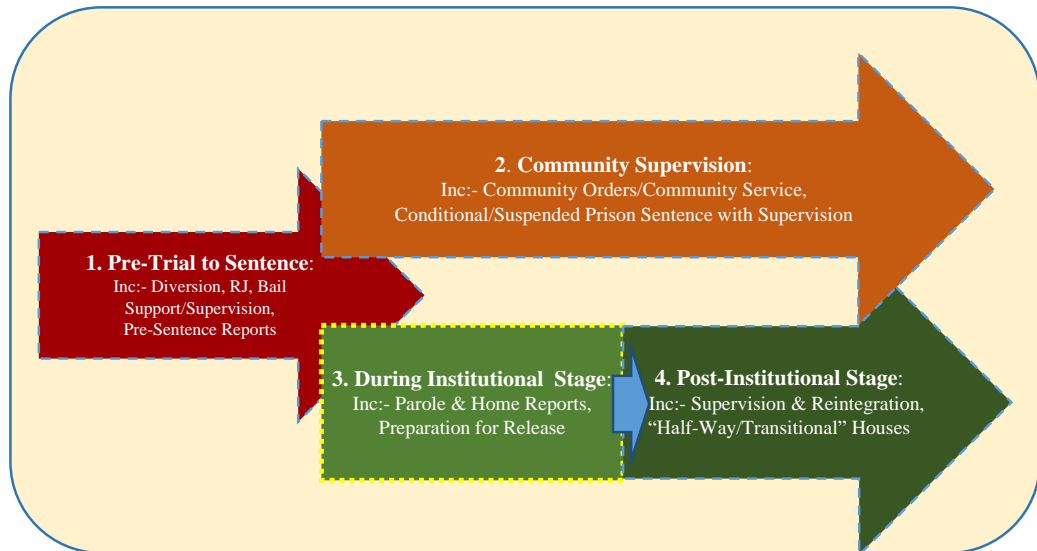 1. Pre-Trial to Sentence:
Inc:- Diversion, RJ, Bail
Support/Supervision,
Pre-Sentence Reports
2. Community Supervision:
Inc:- Community Orders/Community Service,
Conditional/Suspended Prison Sentence with Supervision
3. During Institutional Stage:
Inc:- Parole & Home Reports,
Preparation for Release
4. Post-Institutional Stage:
Inc:- Supervision & Reintegration,
“Half-Way/Transitional” Houses